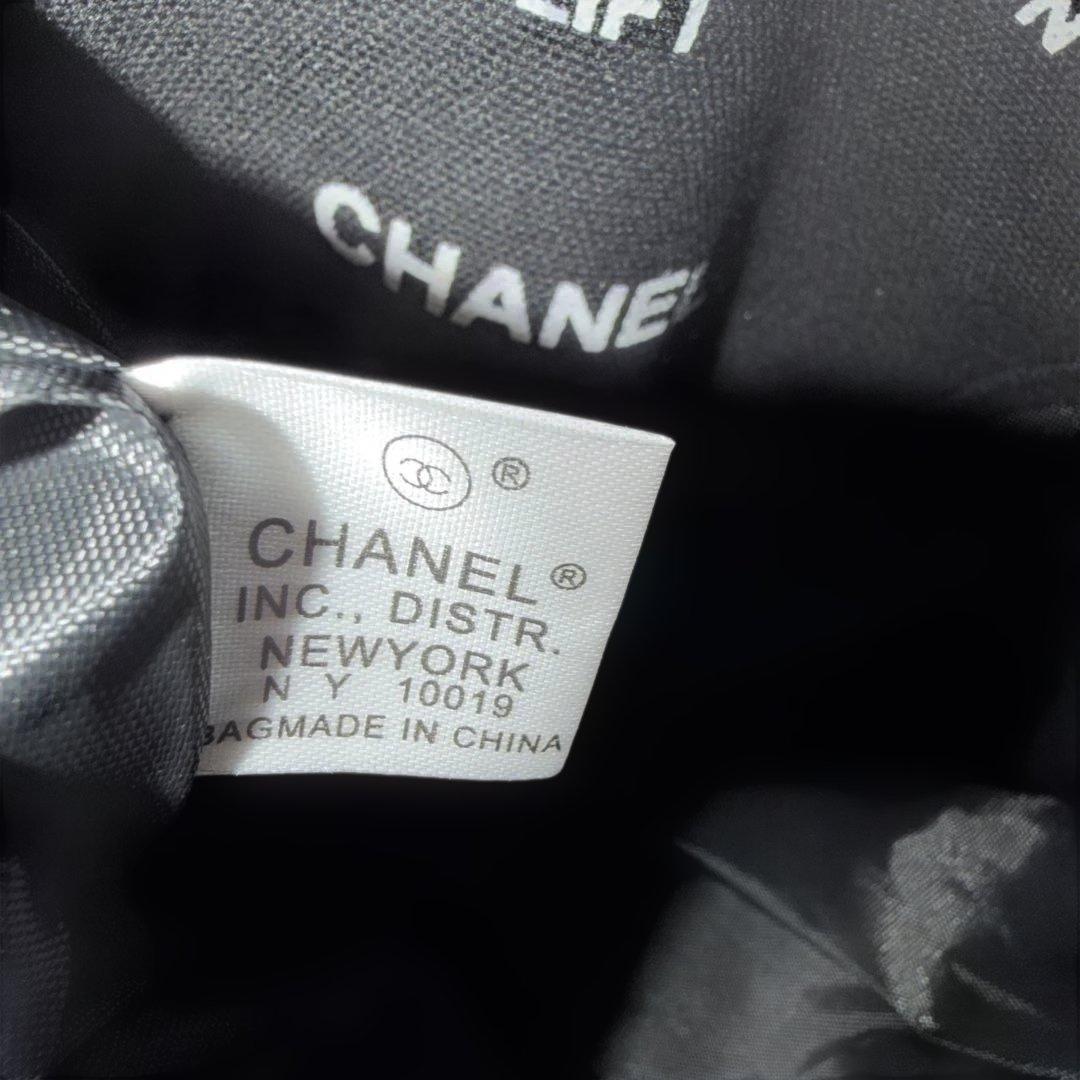 LIFT
CHANEL
®
CHANEL®
INC., DISTR.
NEWYORK
N Y 10019
BAGMADE IN CHINA